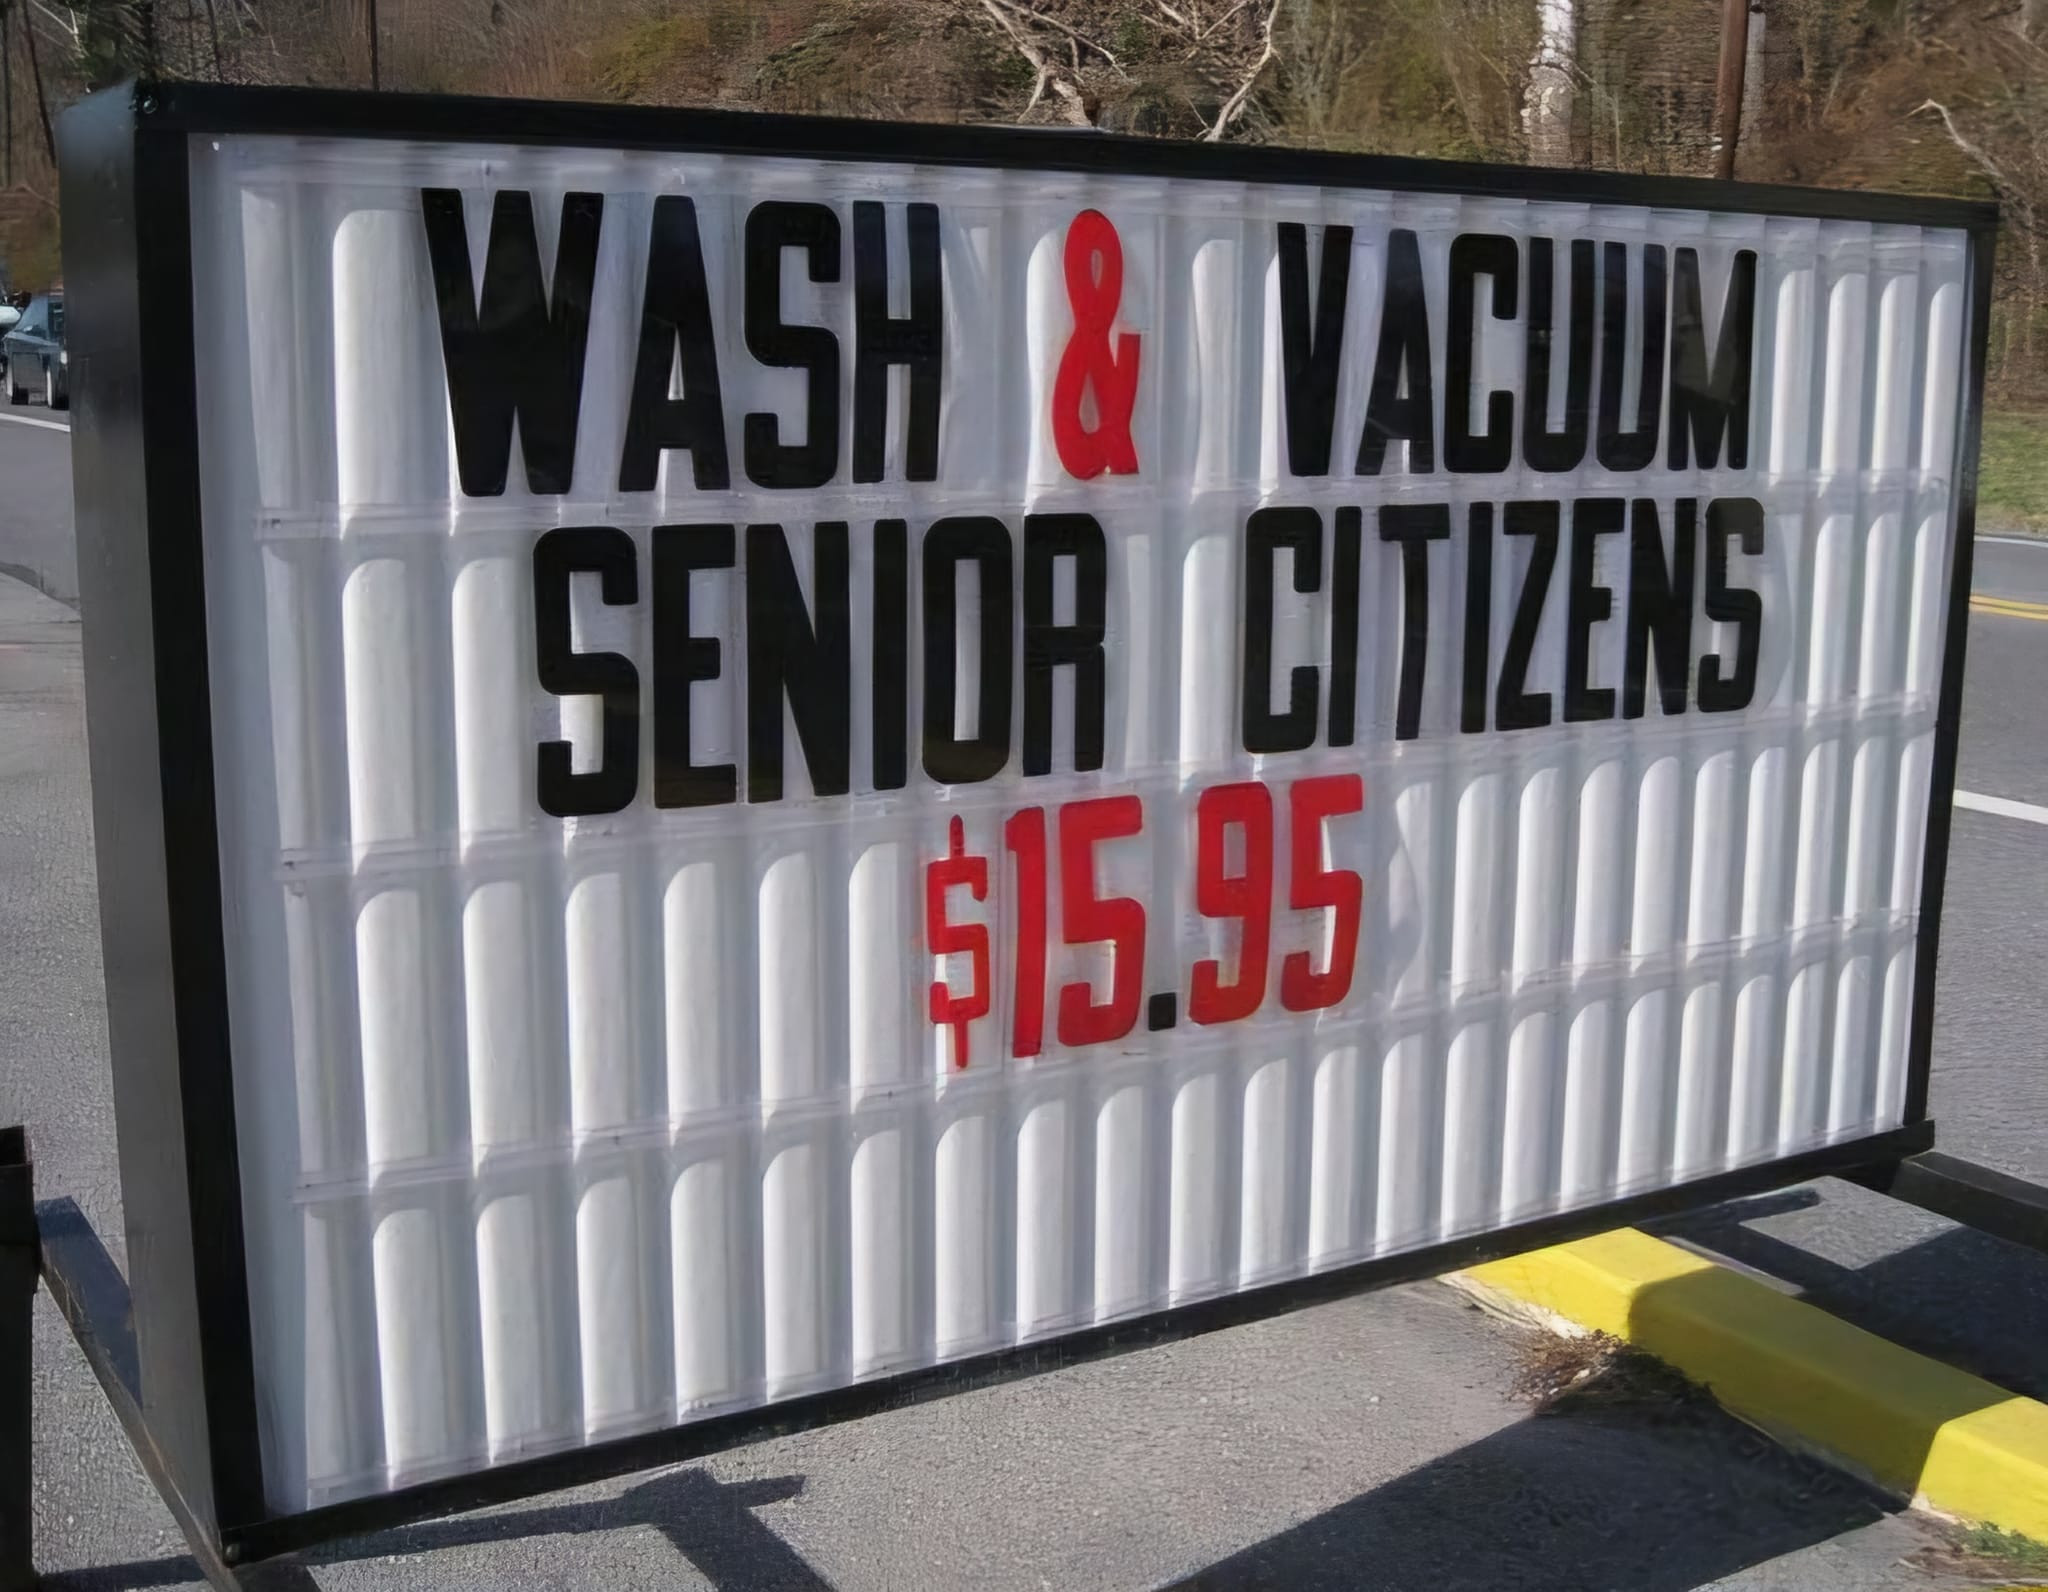 WASH & VACUUM
SENIOR CITIZENS
$15.95